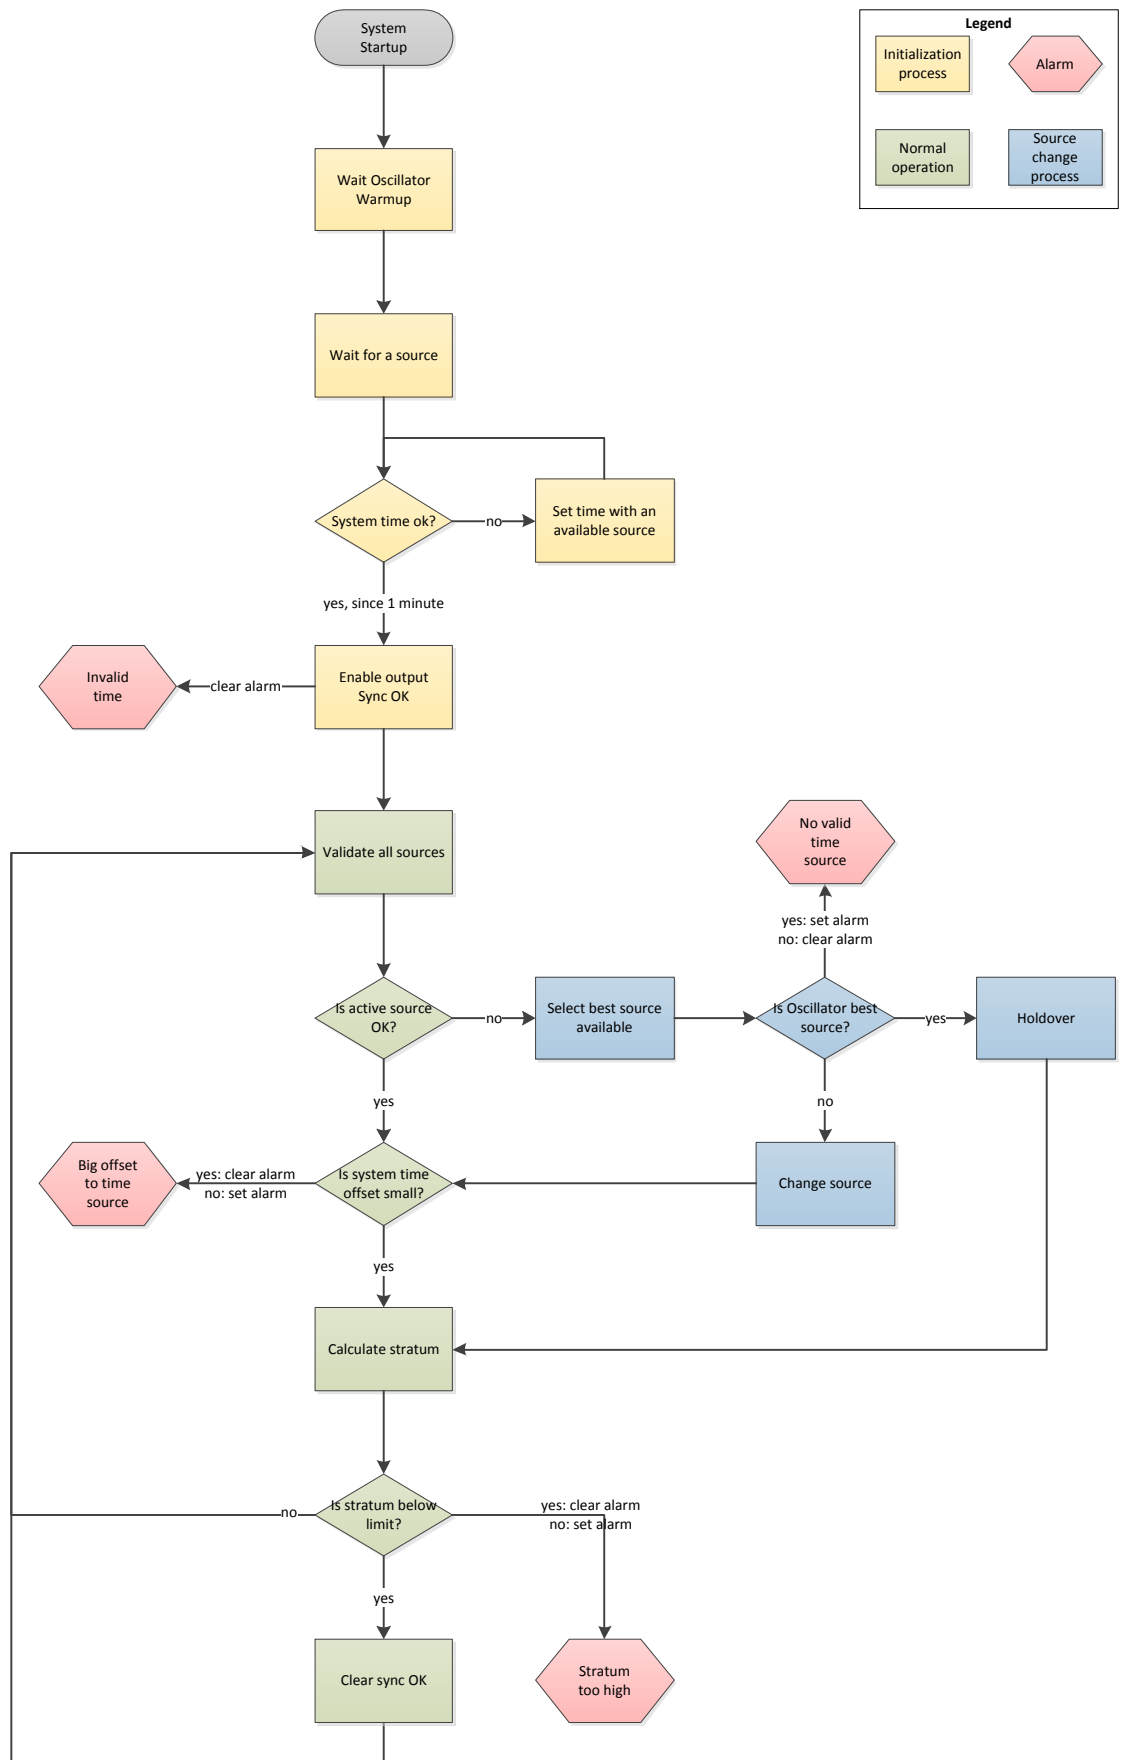 System
Startup
Legend
Initialization
process
Alarm
Normal
operation
Source
change
process
Wait Oscillator
Warmup
Wait for a source
System time ok?
no
Set time with an
available source
yes, since 1 minute
Invalid
time
clear alarm
Enable output
Sync OK
Validate all sources
No valid
time
source
yes: set alarm
no: clear alarm
Is active source
OK?
no
Select best source
available
Is Oscillator best
source?
yes
Holdover
yes
no
Big offset
to time
source
yes: clear alarm
no: set alarm
Is system time
offset small?
Change source
yes
Calculate stratum
no
Is stratum below
limit?
yes: clear alarm
no: set alarm
yes
Clear sync OK
Stratum
too high